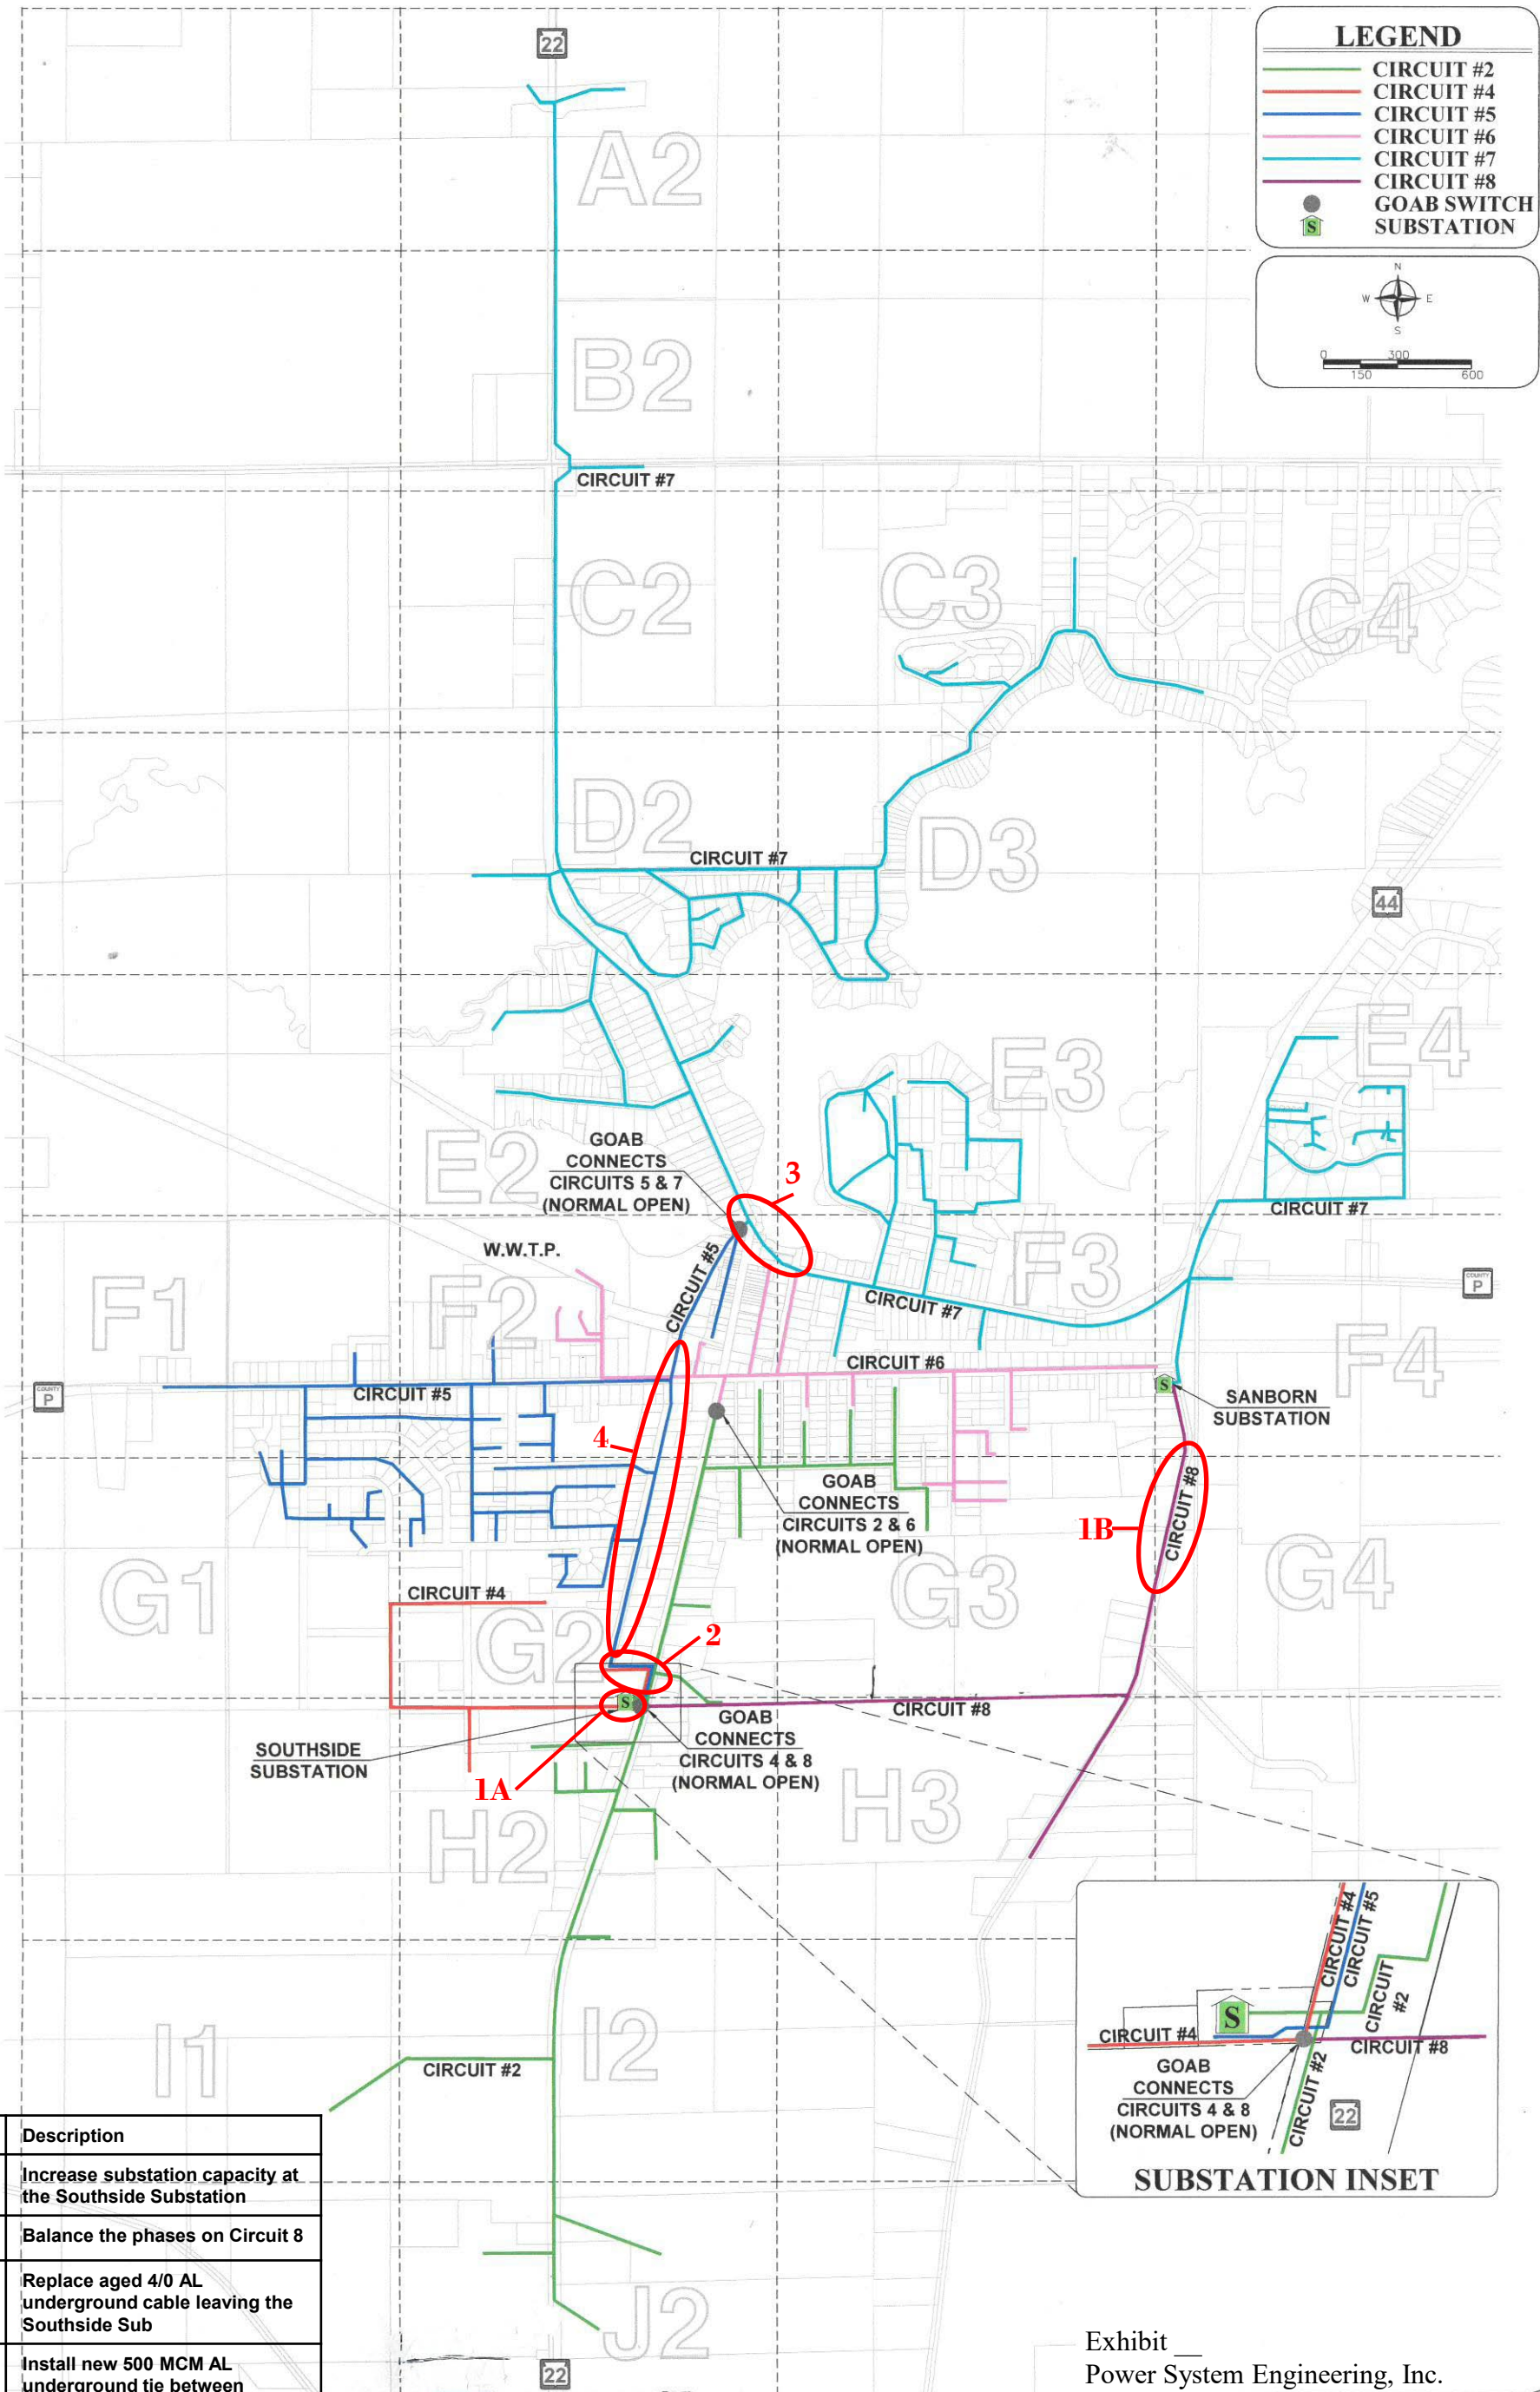 LEGEND
CIRCUIT #2
CIRCUIT #4
CIRCUIT #5
CIRCUIT #6
CIRCUIT #7
CIRCUIT #8
GOAB SWITCH
S SUBSTATION
N
W E
S
0 300
150 600
22
A2
B2
CIRCUIT #7
C2
C3
C4
D2
CIRCUIT #7
D3
44
E2
E3
E4
GOAB
CONNECTS
CIRCUITS 5 & 7
(NORMAL OPEN)
3
CIRCUIT #7
W.W.T.P.
F1
F2
CIRCUIT #5
CIRCUIT #7
F3
COUNTY
P
F4
CIRCUIT #6
COUNTY
P
CIRCUIT #5
S
SANBORN
SUBSTATION
4
GOAB
CONNECTS
CIRCUITS 2 & 6
(NORMAL OPEN)
1B
CIRCUIT #8
G1
CIRCUIT #4
G2
G3
G4
2
S
CIRCUIT #8
SOUTHSIDE
SUBSTATION
GOAB
CONNECTS
CIRCUITS 4 & 8
(NORMAL OPEN)
1A
H2
H3
I1
I2
CIRCUIT #2
CIRCUIT #4
CIRCUIT #5
CIRCUIT
#2
S
CIRCUIT #4
CIRCUIT #8
GOAB
CONNECTS
CIRCUITS 4 & 8
(NORMAL OPEN)
CIRCUIT #2
22
SUBSTATION INSET
Description
Increase substation capacity at
the Southside Substation
Balance the phases on Circuit 8
Replace aged 4/0 AL
underground cable leaving the
Southside Sub
Install new 500 MCM AL
underground tie between
J2
22
Exhibit __
Power System Engineering, Inc.